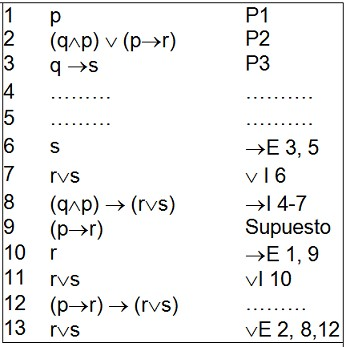 1 p P1
2 (q∧p) ∨ (p→r) P2
3 q →s P3
4 ……… ………
5 ……… ………
6 s →E 3, 5
7 r∨s ∨ I 6
8 (q∧p) → (r∨s) →I 4-7
9 (p→r) Supuesto
10 r →E 1, 9
11 r∨s ∨I 10
12 (p→r) → (r∨s) ………
13 r∨s ∨E 2, 8,12